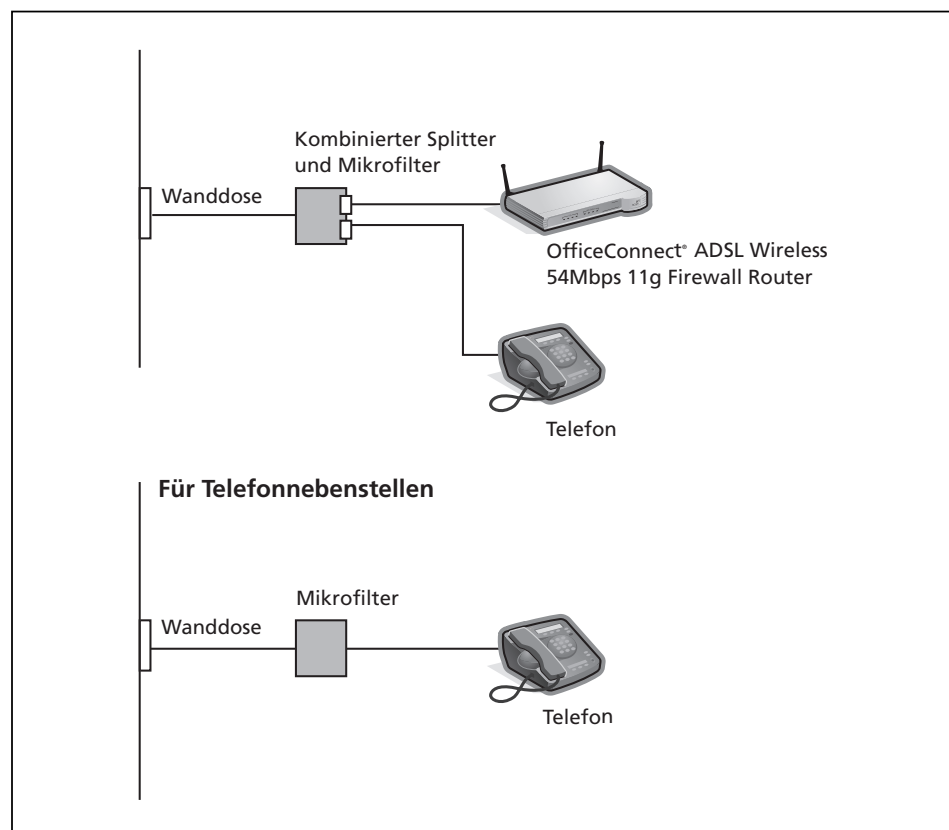 Kombinierter Splitter
und Mikrofilter
Wanddose
OfficeConnect® ADSL Wireless
54Mbps 11g Firewall Router
Telefon
Für Telefonnebenstellen
Mikrofilter
Wanddose
Telefon